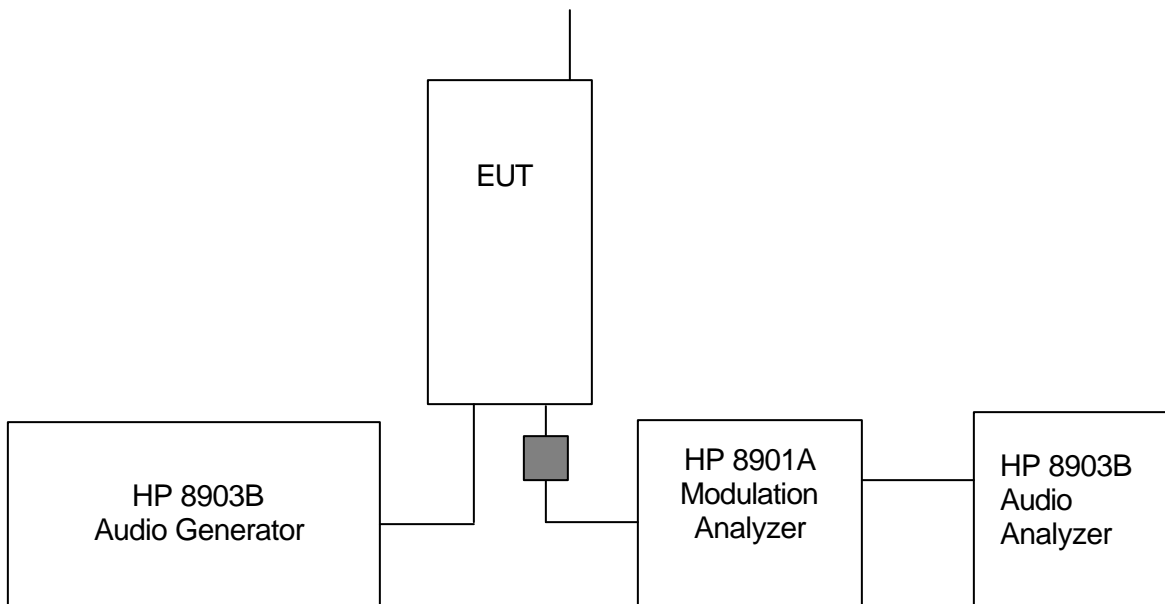 EUT
HP 8903B
Audio Generator
HP 8901A
Modulation
Analyzer
HP 8903B
Audio
Analyzer